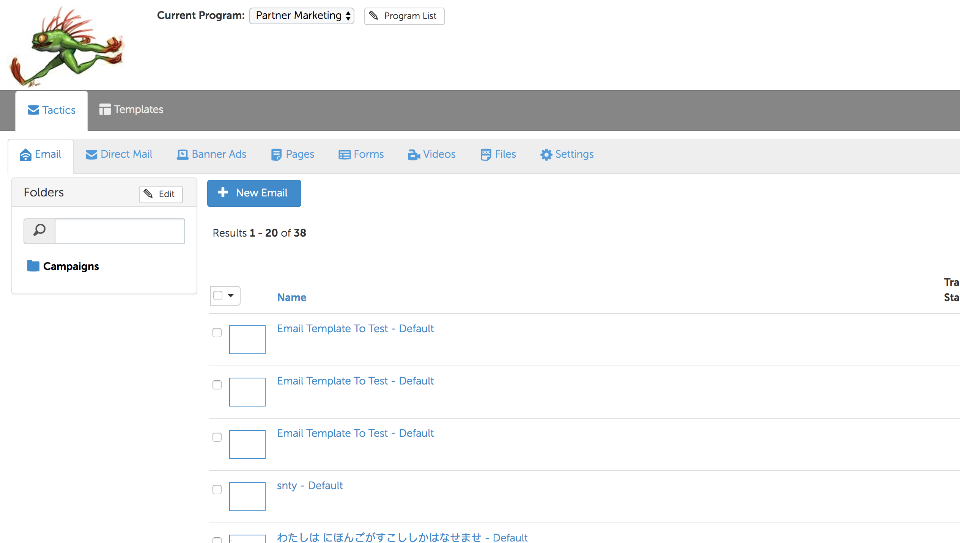 Current Program: Partner Marketing Program List
Tactics Templates
Email Direct Mail Banner Ads Pages Forms Videos Files Settings
Folders Edit
New Email
Results 1 - 20 of 38
Campaigns
Tra
Name Sta
Email Template To Test - Default
Email Template To Test - Default
Email Template To Test - Default
snty - Default
わたしは にほんごがすこししかはなせませ - Default